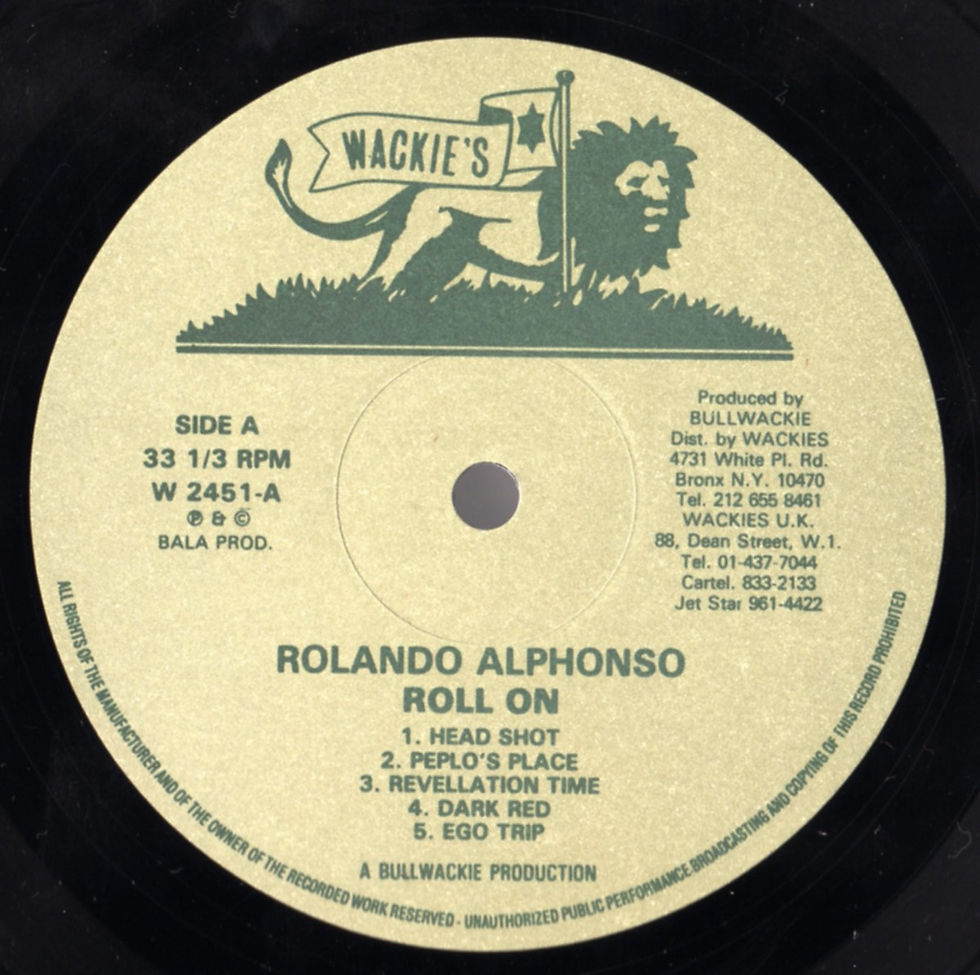 WACKIE'S
SIDE A
33 1/3 RPM
W 2451-A
℗ & ©
BALA PROD.
Produced by
BULLWACKIE
Dist. by WACKIES
4731 White Pl. Rd.
Bronx N.Y. 10470
Tel. 212 655 8461
WACKIES U.K.
88, Dean Street, W.1.
Tel. 01-437-7044
Cartel. 833-2133
Jet Star 961-4422
ROLANDO ALPHONSO
ROLL ON
1. HEAD SHOT
2. PEPLO'S PLACE
3. REVELLATION TIME
4. DARK RED
5. EGO TRIP
A BULLWACKIE PRODUCTION
ALL RIGHTS OF THE MANUFACTURER AND OF THE OWNER OF THE RECORDED WORK RESERVED - UNAUTHORIZED PUBLIC PERFORMANCE BROADCASTING AND COPYING OF THIS RECORD PROHIBITED